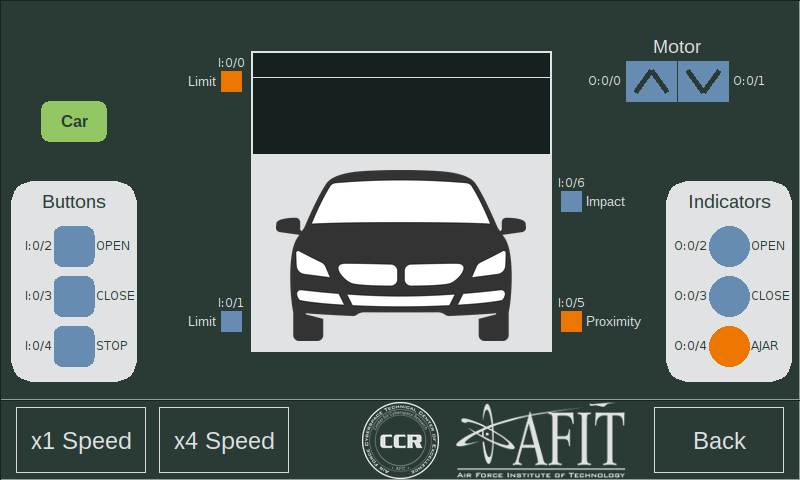 Motor
I:0/0
Limit
O:0/0
O:0/1
Car
I:0/6
Impact
Buttons
I:0/2
OPEN
I:0/3
CLOSE
I:0/4
STOP
I:0/1
Limit
I:0/5
Proximity
Indicators
O:0/2
OPEN
O:0/3
CLOSE
O:0/4
AJAR
x1 Speed
x4 Speed
CCR
AFIT
AIR FORCE INSTITUTE OF TECHNOLOGY
Back